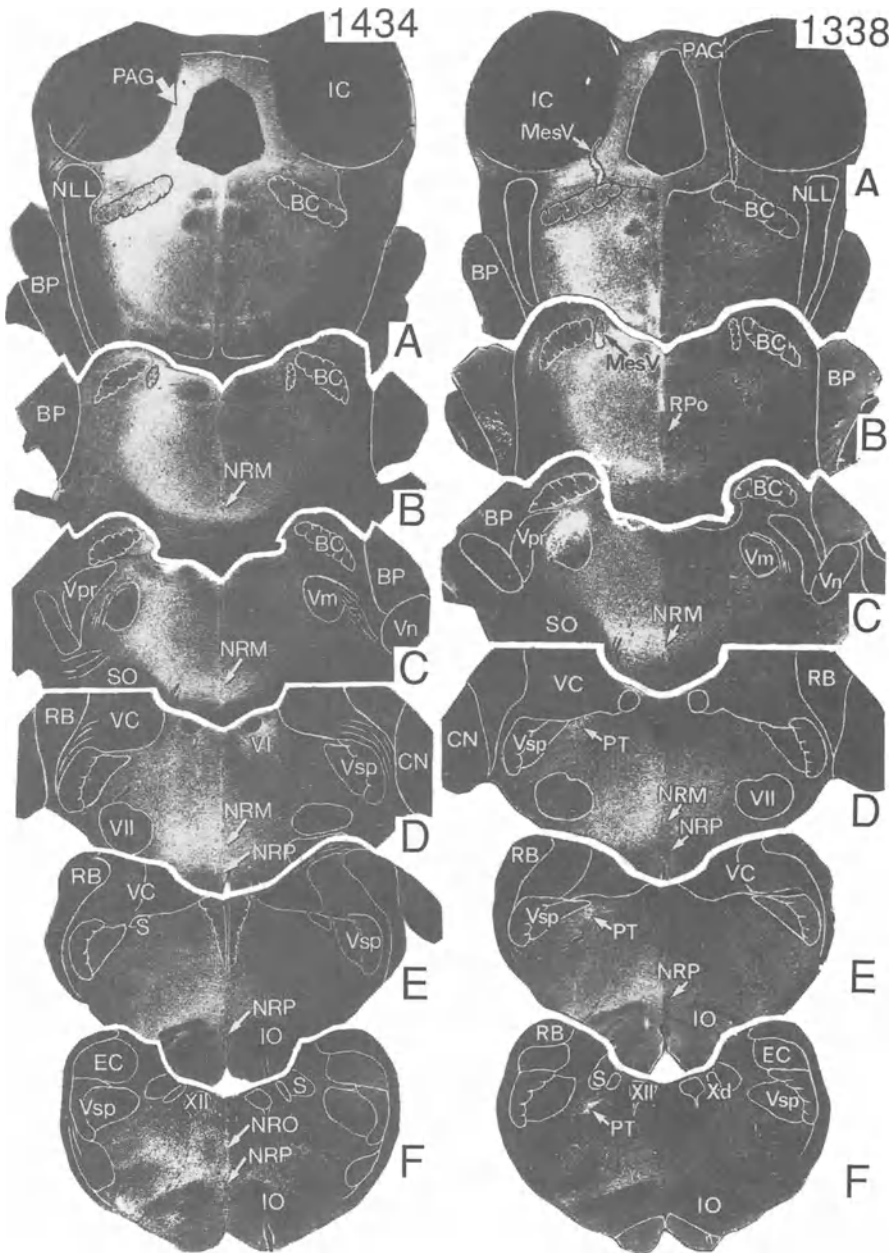 1434
PAG
IC
NLL
BC
BP
A
BP
BC
NRM
B
Vpr
BC
BP
Vm
Vn
NRM
SO
C
RB
VC
VI
Vsp
CN
VII
NRM
NRP
D
RB
VC
S
Vsp
NRP
IO
E
EC
S
Vsp
XII
NRO
NRP
IO
F
1338
PAG
IC
MesV
A
NLL
BC
BP
MesV
BC
BP
RPo
B
BP
BC
Vpr
Vm
Vn
NRM
SO
C
VC
RB
CN
Vsp
PT
NRM
VII
NRP
D
RB
VC
Vsp
PT
NRP
E
IO
RB
EC
S
XII
Xd
Vsp
PT
IO
F